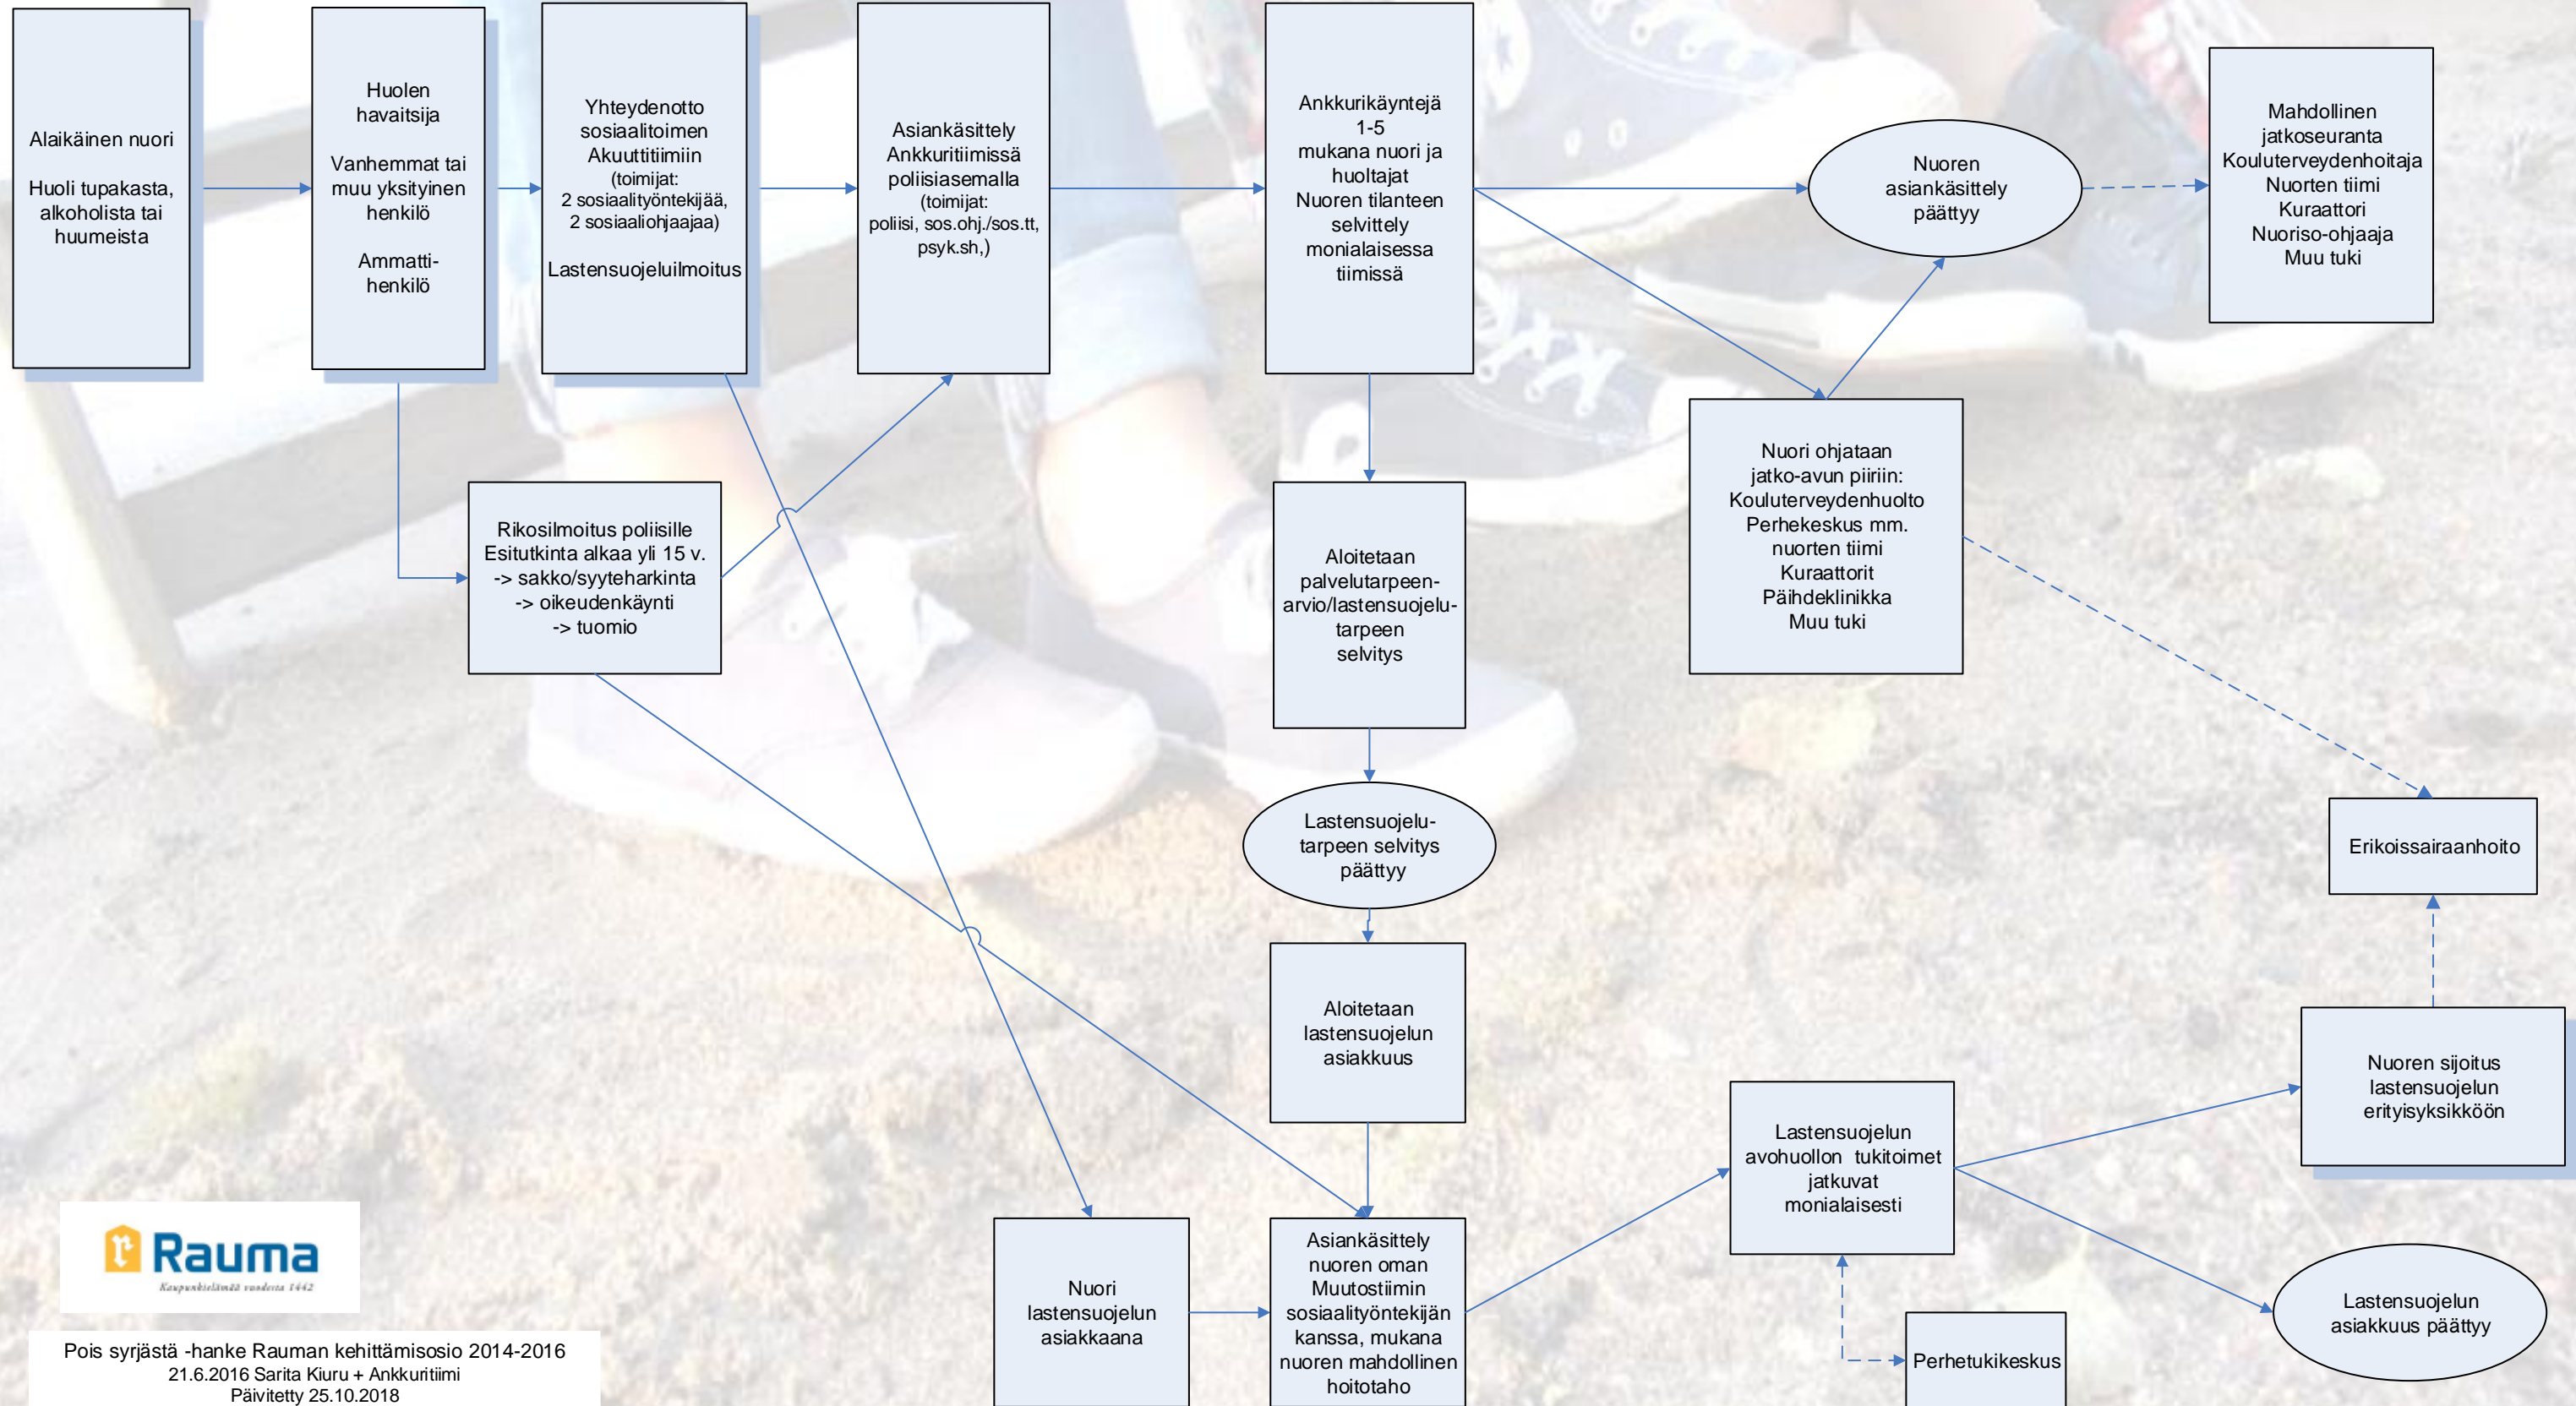 Alaikäinen nuori
Huoli tupakasta,
alkoholista tai
huumeista
Huolen
havaitsija
Vanhemmat tai
muu yksityinen
henkilö
Ammatti-
henkilö
Yhteydenotto
sosiaalitoimen
Akuuttitiimiin
(toimijat:
2 sosiaalityöntekijää,
2 sosiaaliohjaajaa)
Lastensuojeluilmoitus
Asiankäsittely
Ankkuritiimissä
poliisiasemalla
(toimijat:
poliisi, sos.ohj./sos.tt,
psyk.sh,)
Ankkurikäyntejä
1-5
mukana nuori ja
huoltajat
Nuoren tilanteen
selvittely
monialaisessa
tiimissä
Nuoren
asiankäsittely
päättyy
Mahdollinen
jatkoseuranta
Kouluterveydenhoitaja
Nuorten tiimi
Kuraattori
Nuoriso-ohjaaja
Muu tuki
Rikosilmoitus poliisille
Esitutkinta alkaa yli 15 v.
-> sakko/syyteharkinta
-> oikeudenkäynti
-> tuomio
Aloitetaan
palvelutarpeen-
arvio/lastensuojelu-
tarpeen
selvitys
Nuori ohjataan
jatko-avun piiriin:
Kouluterveydenhuolto
Perhekeskus mm.
nuorten tiimi
Kuraattorit
Päihdeklinikka
Muu tuki
Lastensuojelu-
tarpeen selvitys
päättyy
Erikoissairaanhoito
Aloitetaan
lastensuojelun
asiakkuus
Nuoren sijoitus
lastensuojelun
erityisyksikköön
Lastensuojelun
avohuollon tukitoimet
jatkuvat
monialaisesti
Nuori
lastensuojelun
asiakkaana
Asiankäsittely
nuoren oman
Muutostiimin
sosiaalityöntekijän
kanssa, mukana
nuoren mahdollinen
hoitotaho
Perhetukikeskus
Lastensuojelun
asiakkuus päättyy
r Rauma
Kaupunkielämää vuodesta 1442
Pois syrjästä -hanke Rauman kehittämisosio 2014-2016
21.6.2016 Sarita Kiuru + Ankkuritiimi
Päivitetty 25.10.2018